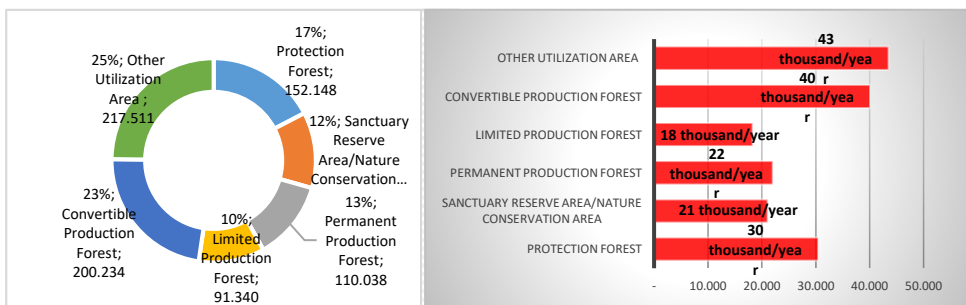 17%;
Protection
Forest;
152.148
12%; Sanctuary
Reserve
Area/Nature
Conservation...
13%;
Permanent
Production
Forest;
110.038
10%;
Limited
Production
Forest;
91.340
23%;
Convertible
Production
Forest;
200.234
25%; Other
Utilization
Area ;
217.511
OTHER UTILIZATION AREA
43
thousand/yea
r
CONVERTIBLE PRODUCTION FOREST
40
thousand/yea
r
LIMITED PRODUCTION FOREST
18 thousand/year
PERMANENT PRODUCTION FOREST
22
thousand/yea
r
SANCTUARY RESERVE AREA/NATURE
CONSERVATION AREA
21 thousand/year
PROTECTION FOREST
30
thousand/yea
r
- 10.000 20.000 30.000 40.000 50.000